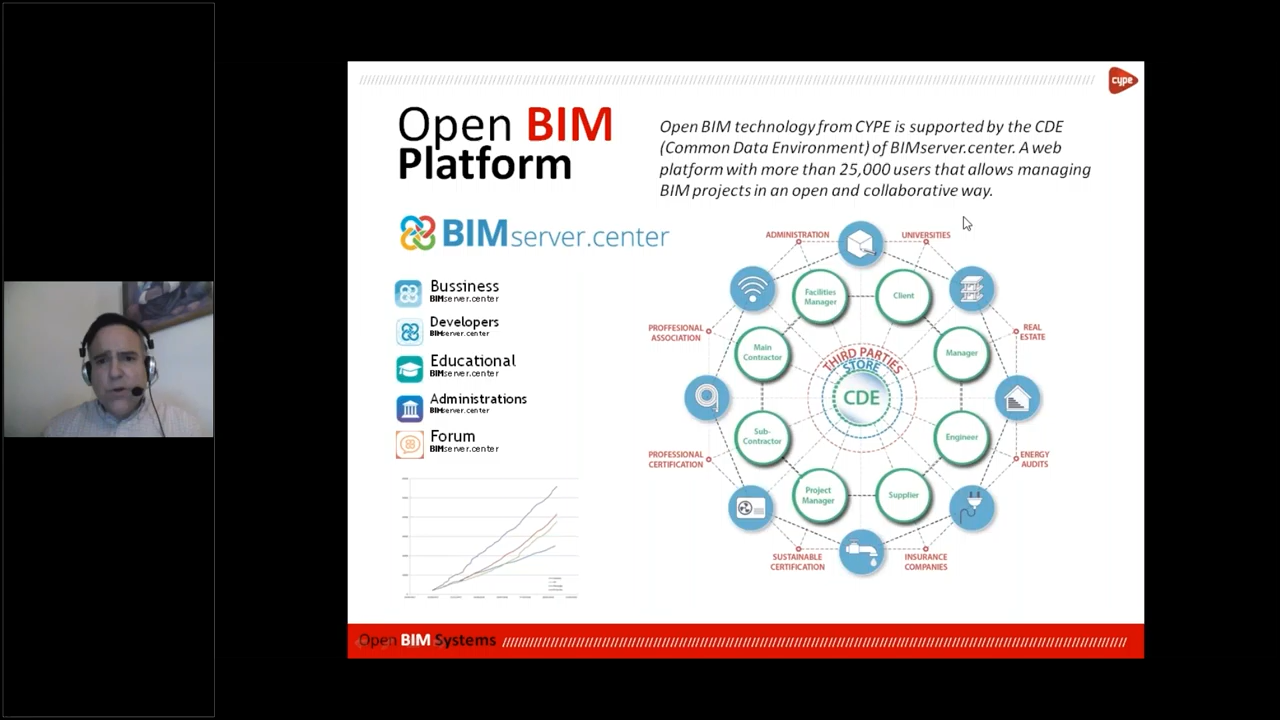 cype
Open BIM
Platform
Open BIM technology from CYPE is supported by the CDE
(Common Data Environment) of BIMserver.center. A web
platform with more than 25,000 users that allows managing
BIM projects in an open and collaborative way.
BIMserver.center
Bussiness
BIMserver.center
Developers
BIMserver.center
Educational
BIMserver.center
Administrations
BIMserver.center
Forum
BIMserver.center
ADMINISTRATION
UNIVERSITIES
Facilities
Manager
Client
PROFFESIONAL
ASSOCIATION
REAL
ESTATE
Main
Contractor
Manager
THIRD PARTIES
STORE
CDE
Sub-
Contractor
Engineer
PROFESSIONAL
CERTIFICATION
ENERGY
AUDITS
Project
Manager
Supplier
SUSTAINABLE
CERTIFICATION
INSURANCE
COMPANIES
Open BIM Systems